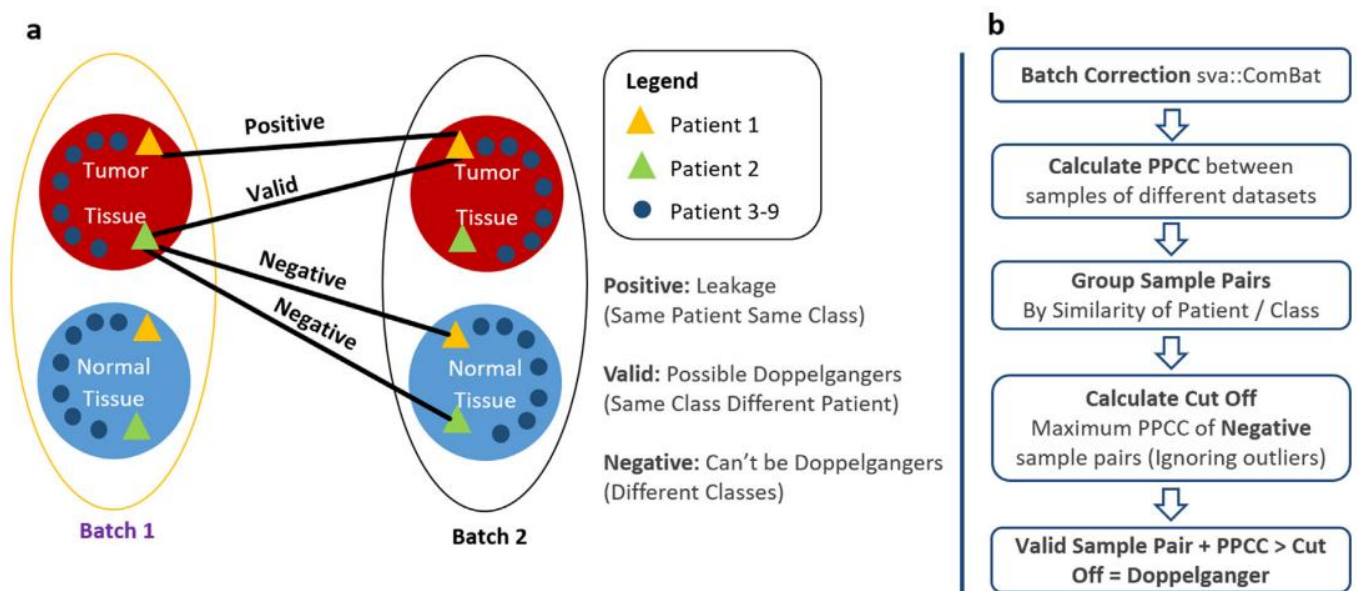 a
Positive
Valid
Negative
Negative
Tumor
Tissue
Normal
Tissue
Batch 1
Tumor
Tissue
Normal
Tissue
Batch 2
Legend
Patient 1
Patient 2
Patient 3-9
Positive: Leakage
(Same Patient Same Class)
Valid: Possible Doppelgangers
(Same Class Different Patient)
Negative: Can't be Doppelgangers
(Different Classes)
b
Batch Correction sva::ComBat
Calculate PPCC between
samples of different datasets
Group Sample Pairs
By Similarity of Patient / Class
Calculate Cut Off
Maximum PPCC of Negative
sample pairs (Ignoring outliers)
Valid Sample Pair + PPCC > Cut
Off = Doppelganger